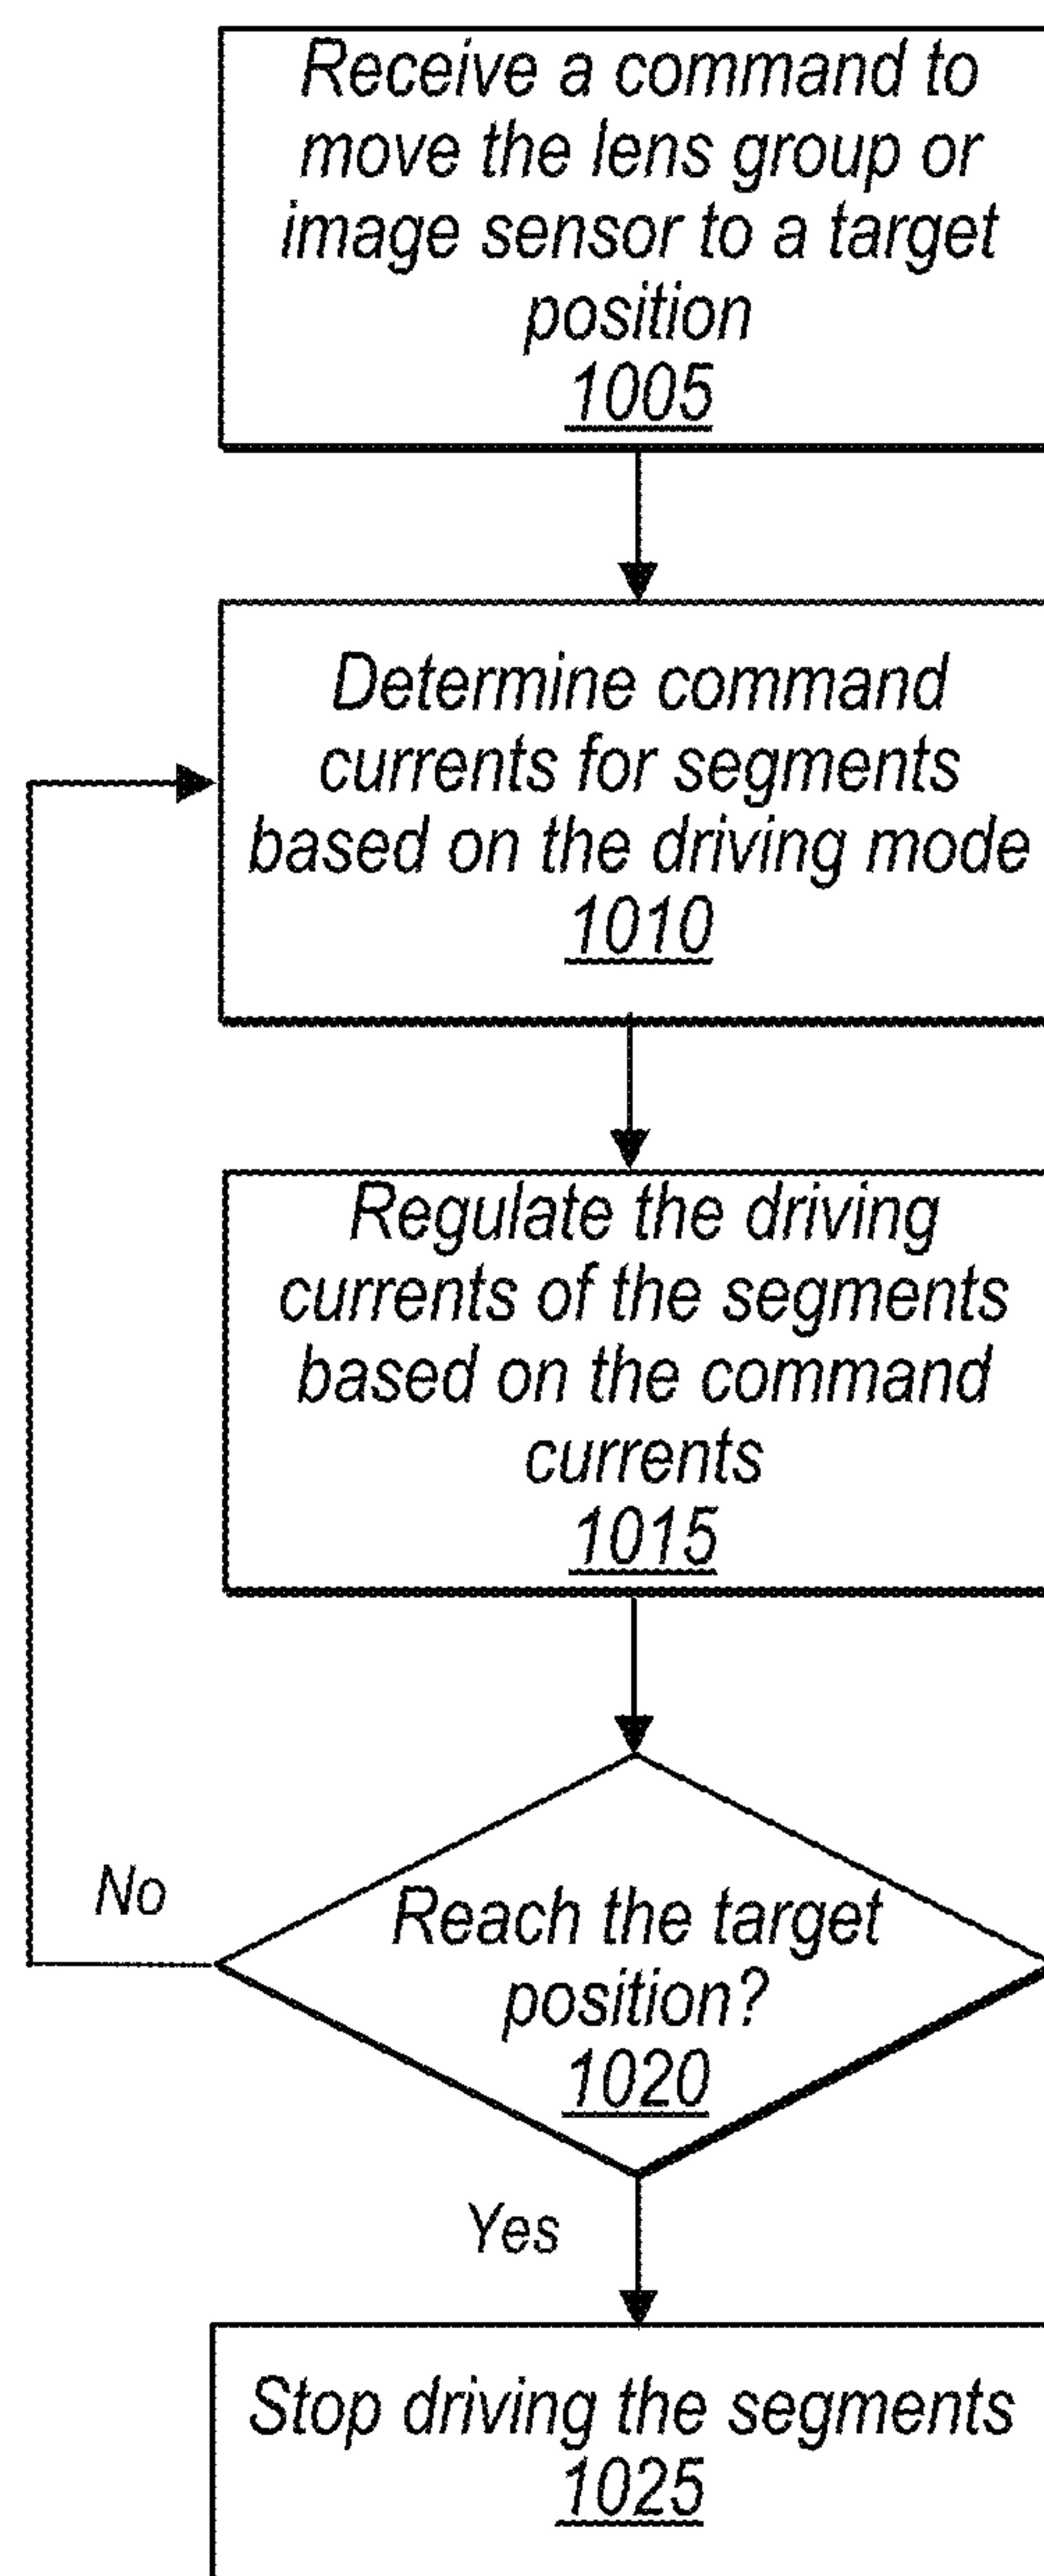 Receive a command to
move the lens group or
image sensor to a target
position
1005
Determine command
currents for segments
based on the driving mode
1010
Regulate the driving
currents of the segments
based on the command
currents
1015
No
Reach the target
position?
1020
Yes
Stop driving the segments
1025